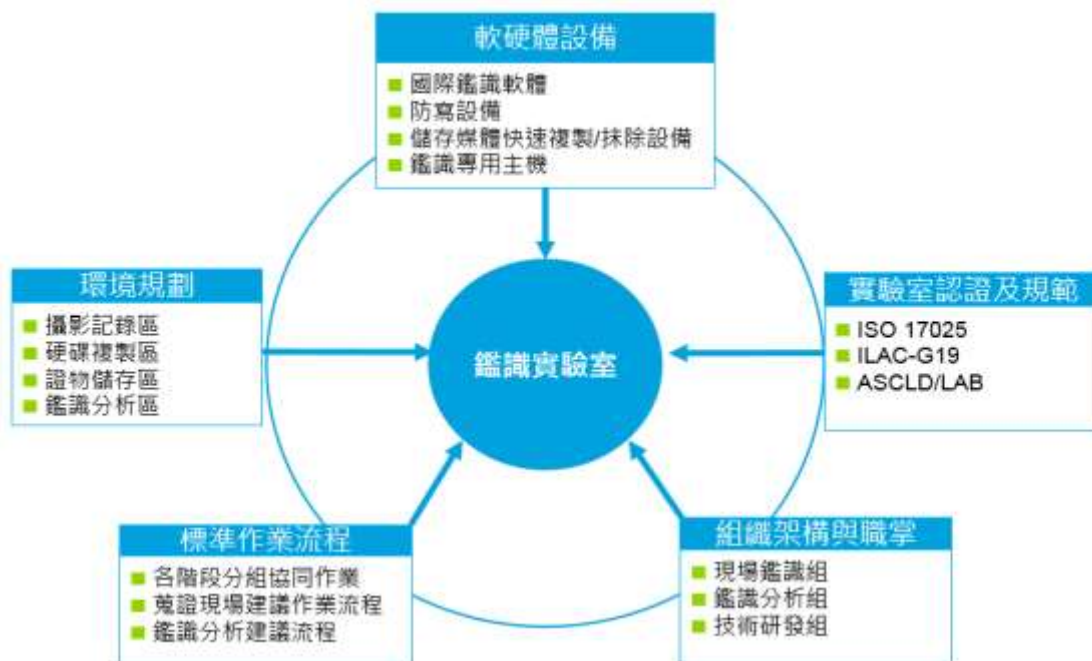 軟硬體設備
國際鑑識軟體
防寫設備
儲存媒體快速複製/抹除設備
鑑識專用主機
環境規劃
攝影記錄區
硬碟複製區
證物儲存區
鑑識分析區
鑑識實驗室
實驗室認證及規範
ISO 17025
ILAC-G19
ASCLD/LAB
標準作業流程
各階段分組協同作業
蒐證現場建議作業流程
鑑識分析建議流程
組織架構與職掌
現場鑑識組
鑑識分析組
技術研發組